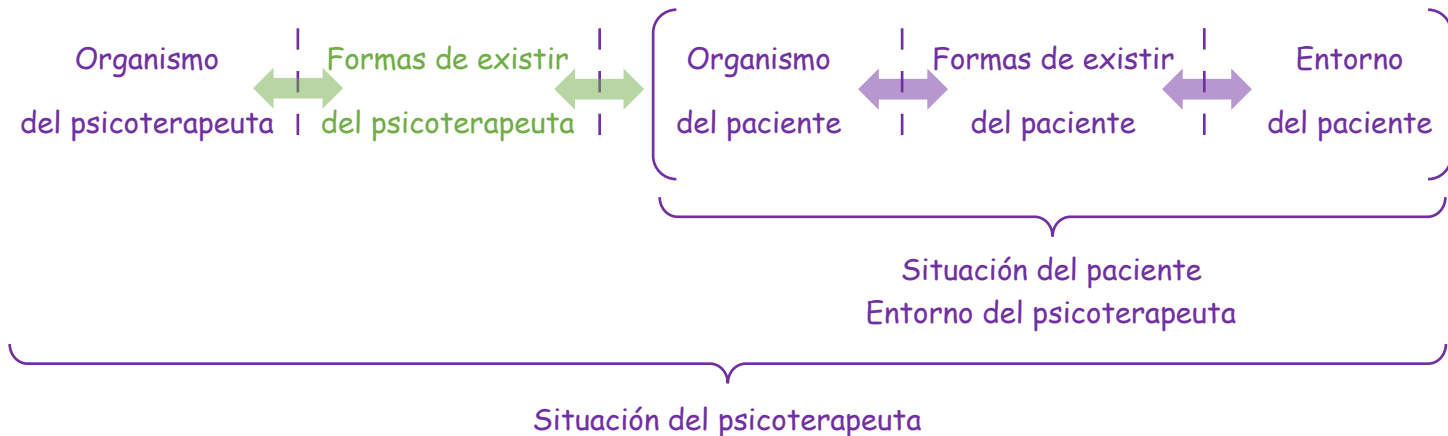 Organismo
del psicoterapeuta
Formas de existir
del psicoterapeuta
Organismo
del paciente
Formas de existir
del paciente
Entorno
del paciente
Situación del paciente
Entorno del psicoterapeuta
Situación del psicoterapeuta